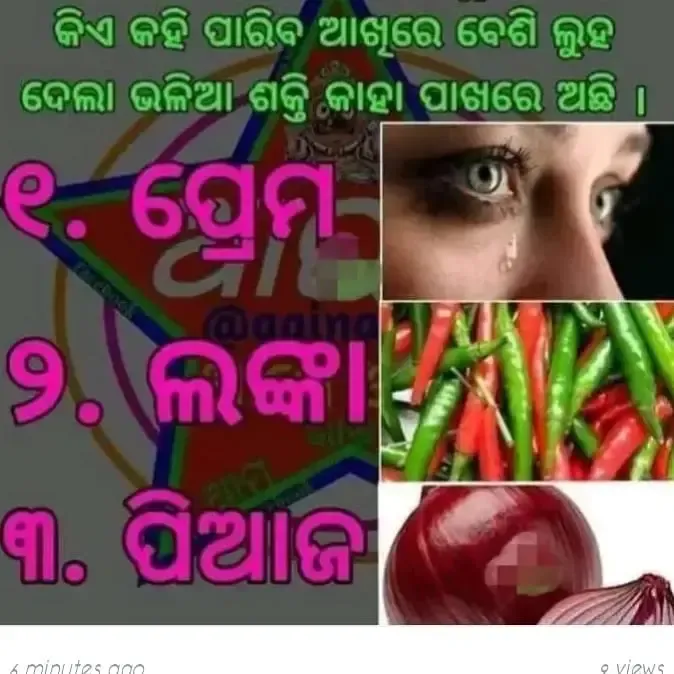 କିଏ କହି ପାରିବ ଆଖିରେ ବେଶି ଲୁହ
ଦେଲା ଭଳିଆ ଶକ୍ତି କାହା ପାଖରେ ଅଛି ।
୧. ପ୍ରେମ
୨. ଲଙ୍କା
୩. ପିଆଜ
6 minutes ago
9 views